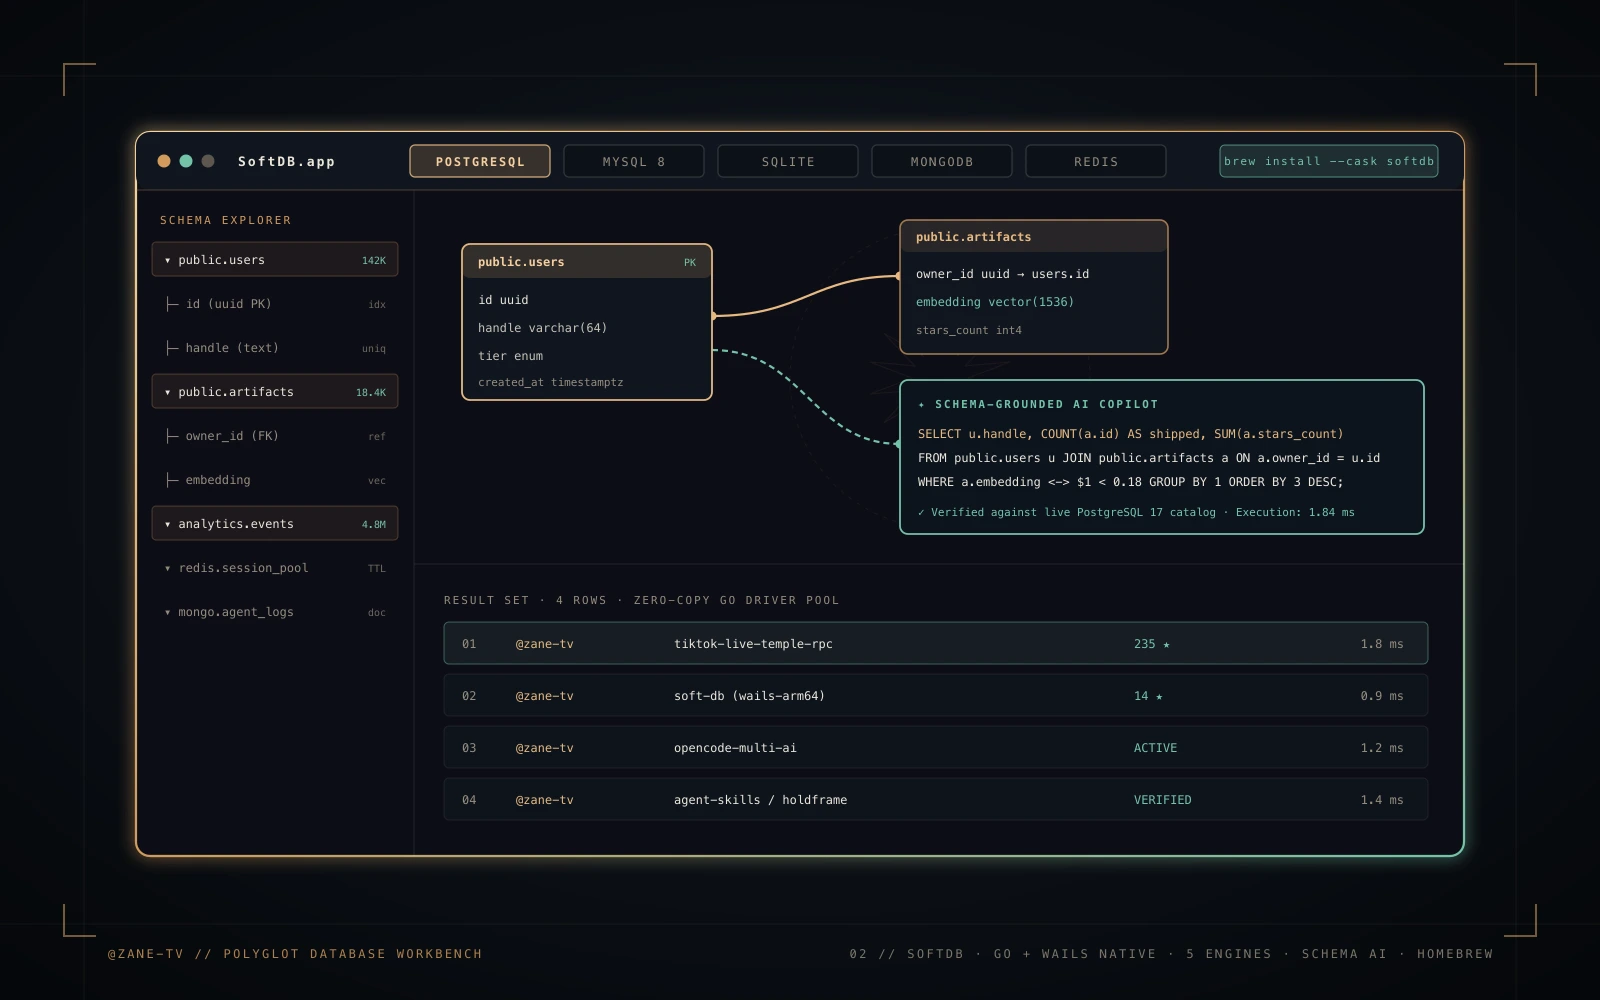 SoftDB.app
POSTGRESQL
MYSQL 8
SQLITE
MONGODB
REDIS
brew install --cask softdb
SCHEMA EXPLORER
▾ public.users 142K
├─ id (uuid PK) idx
├─ handle (text) uniq
▾ public.artifacts 18.4K
├─ owner_id (FK) ref
├─ embedding vec
▾ analytics.events 4.8M
▾ redis.session_pool TTL
▾ mongo.agent_logs doc
public.users PK
id uuid
handle varchar(64)
tier enum
created_at timestamptz
public.artifacts
owner_id uuid → users.id
embedding vector(1536)
stars_count int4
✦ SCHEMA-GROUNDED AI COPILOT
SELECT u.handle, COUNT(a.id) AS shipped, SUM(a.stars_count)
FROM public.users u JOIN public.artifacts a ON a.owner_id = u.id
WHERE a.embedding <-> $1 < 0.18 GROUP BY 1 ORDER BY 3 DESC;
✓ Verified against live PostgreSQL 17 catalog · Execution: 1.84 ms
RESULT SET · 4 ROWS · ZERO-COPY GO DRIVER POOL
01 @zane-tv tiktok-live-temple-rpc 235 ★ 1.8 ms
02 @zane-tv soft-db (wails-arm64) 14 ★ 0.9 ms
03 @zane-tv opencode-multi-ai ACTIVE 1.2 ms
04 @zane-tv agent-skills / holdframe VERIFIED 1.4 ms
@ZANE-TV // POLYGLOT DATABASE WORKBENCH
02 // SOFTDB · GO + WAILS NATIVE · 5 ENGINES · SCHEMA AI · HOMEBREW